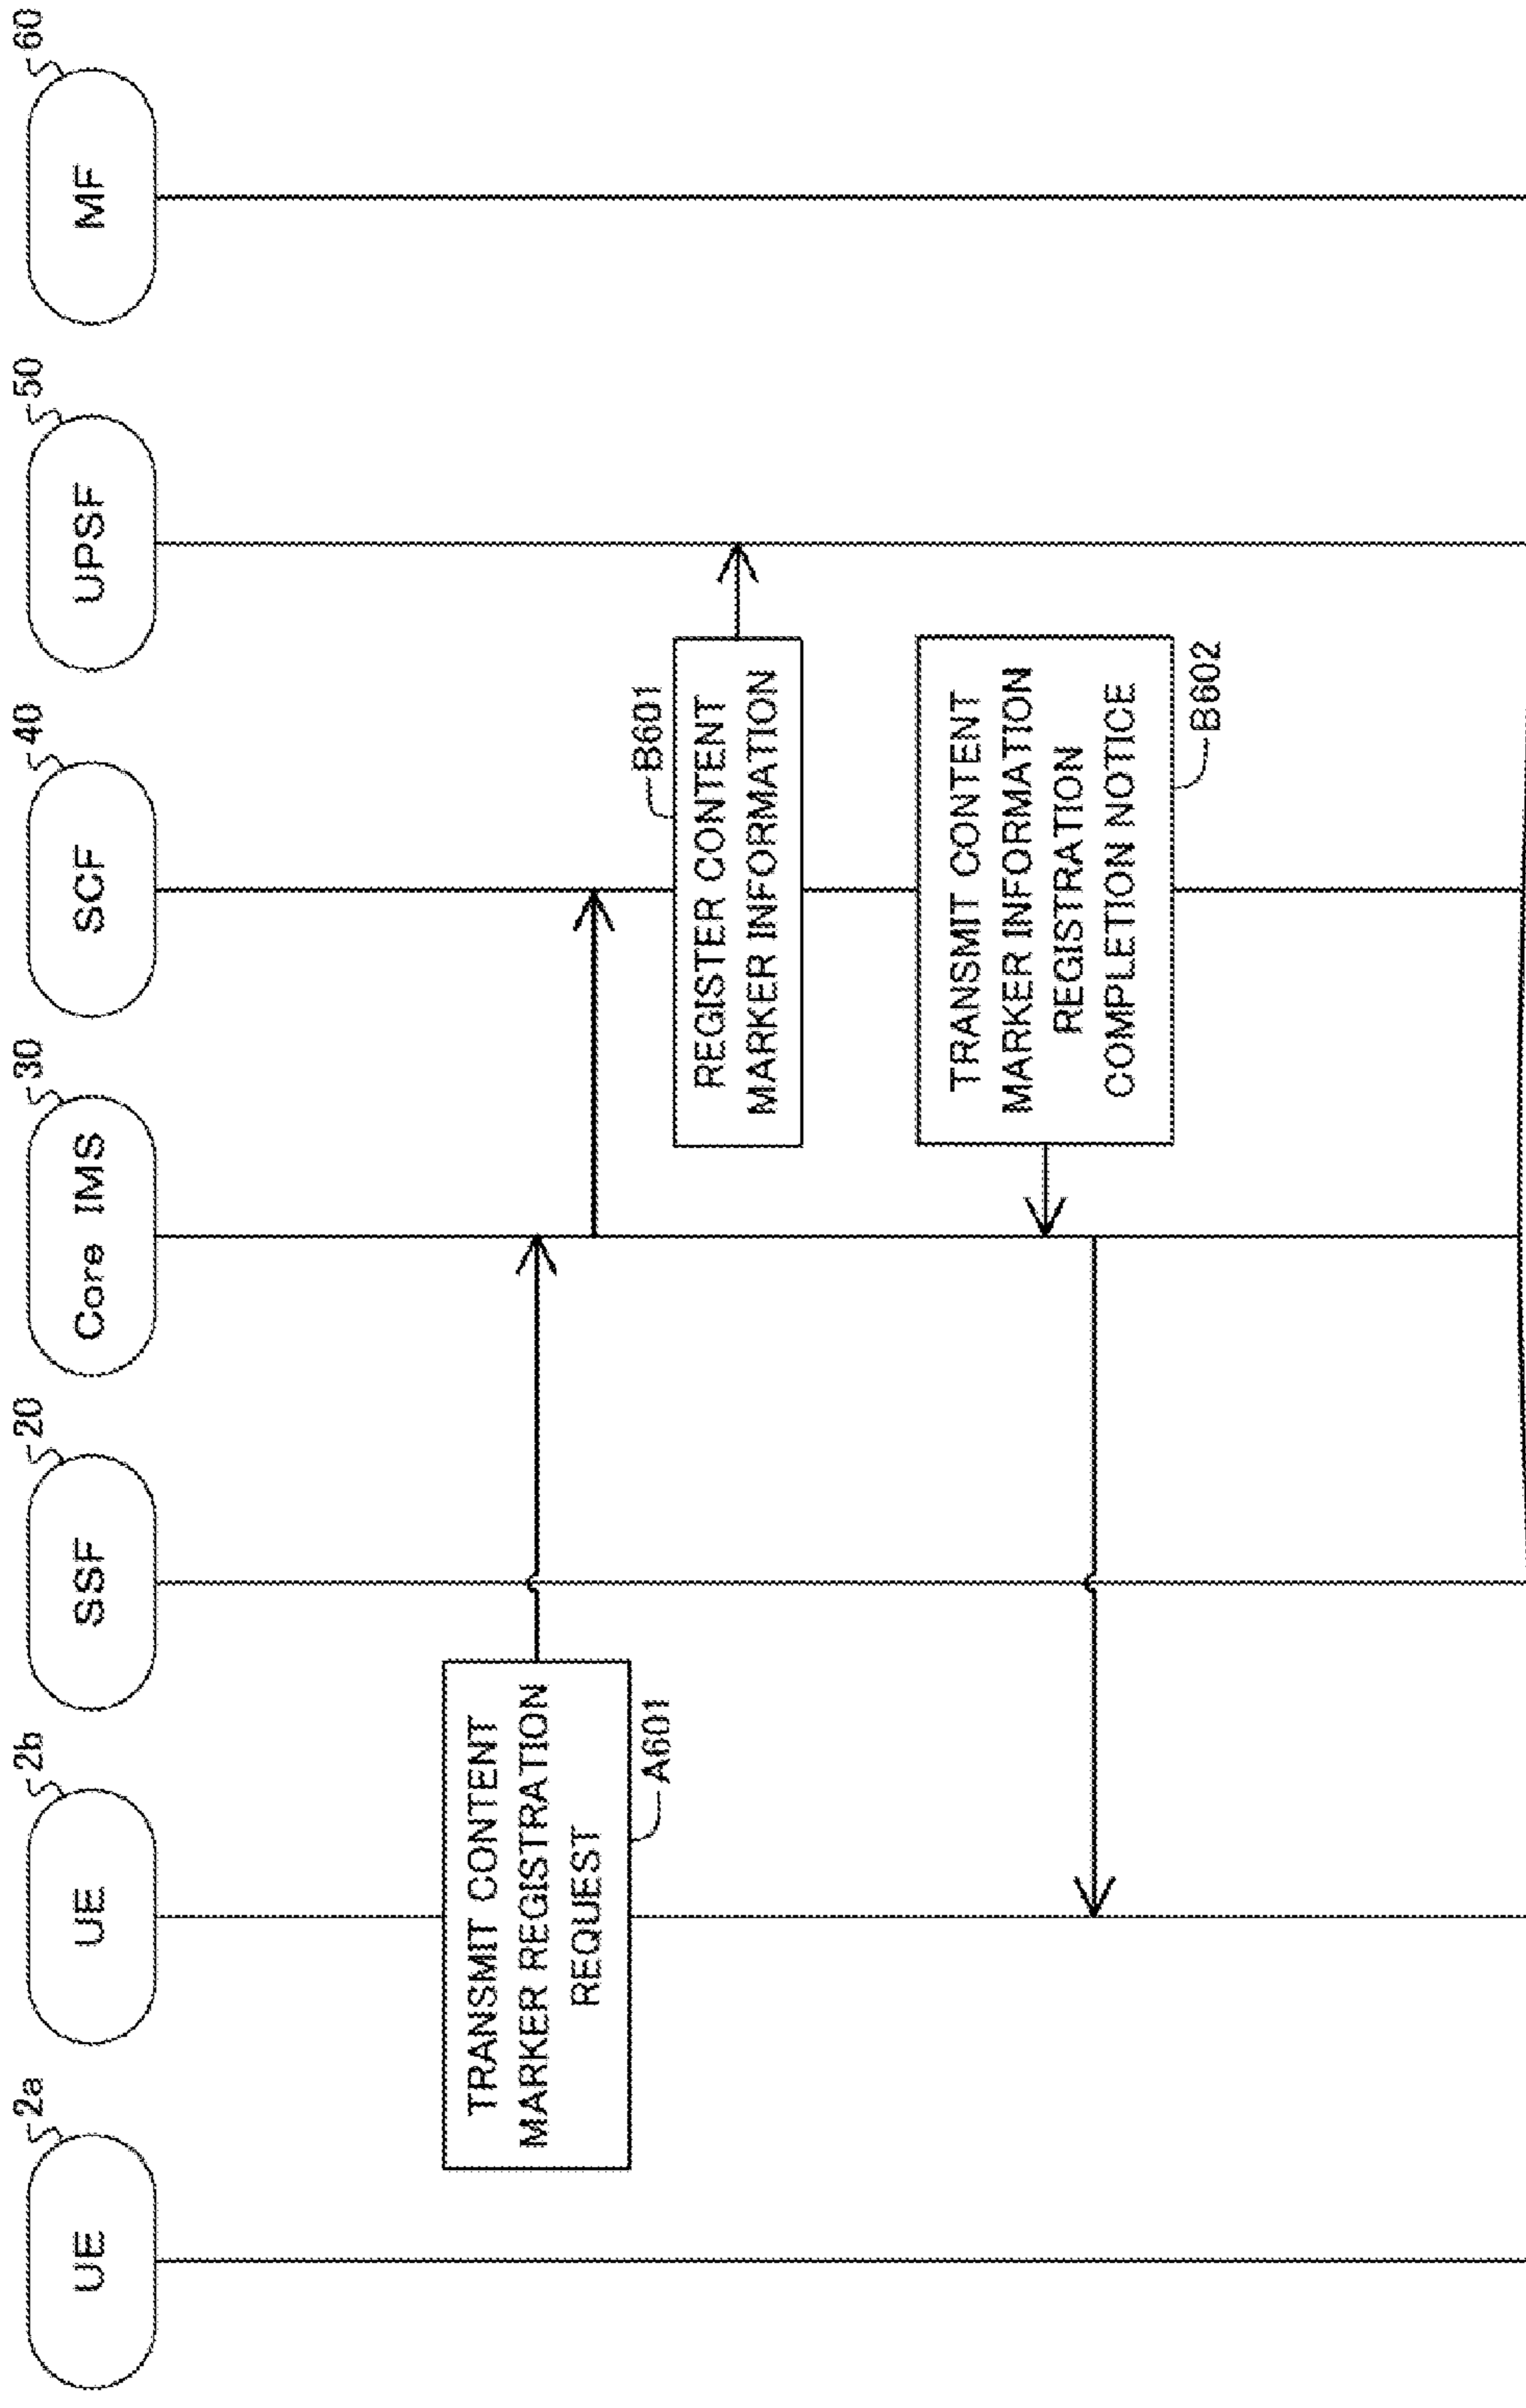 UE
2a
UE
2b
SSF
20
Core IMS
30
SCF
40
UPSF
50
MF
60
TRANSMIT CONTENT
MARKER REGISTRATION
REQUEST
A601
B601
REGISTER CONTENT
MARKER INFORMATION
TRANSMIT CONTENT
MARKER INFORMATION
REGISTRATION
COMPLETION NOTICE
B602